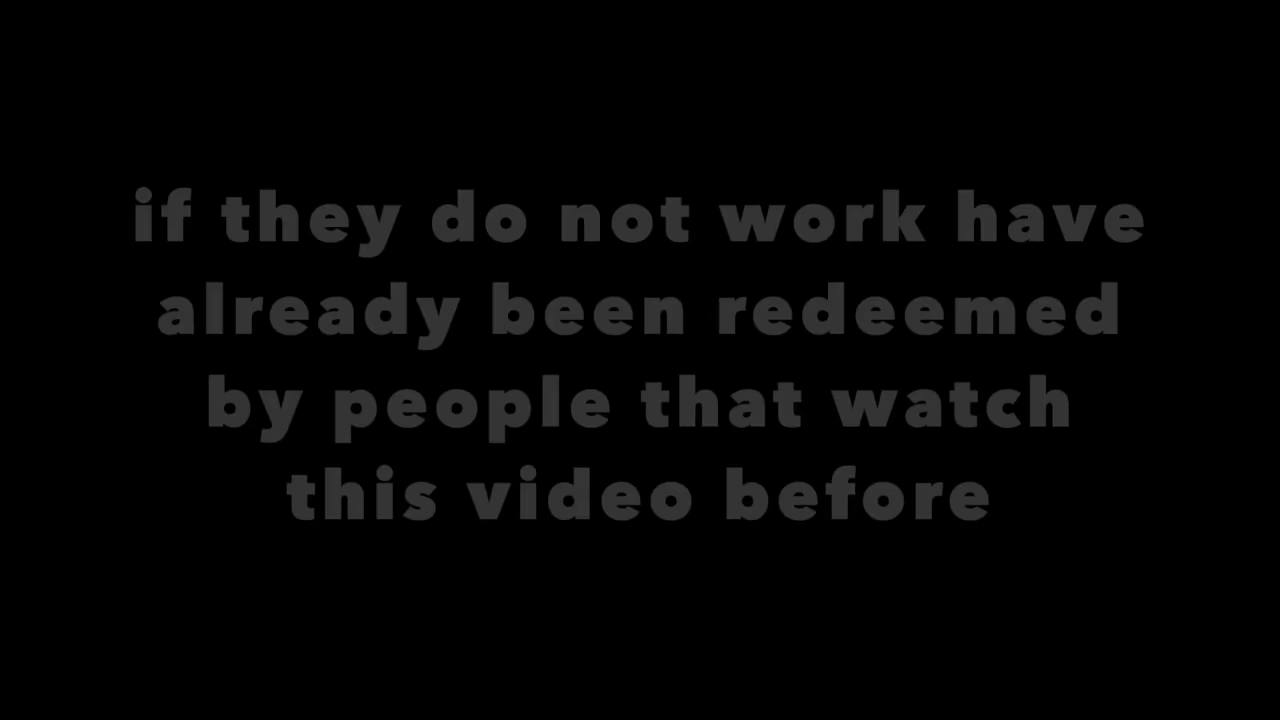 if they do not work have
already been redeemed
by people that watch
this video before